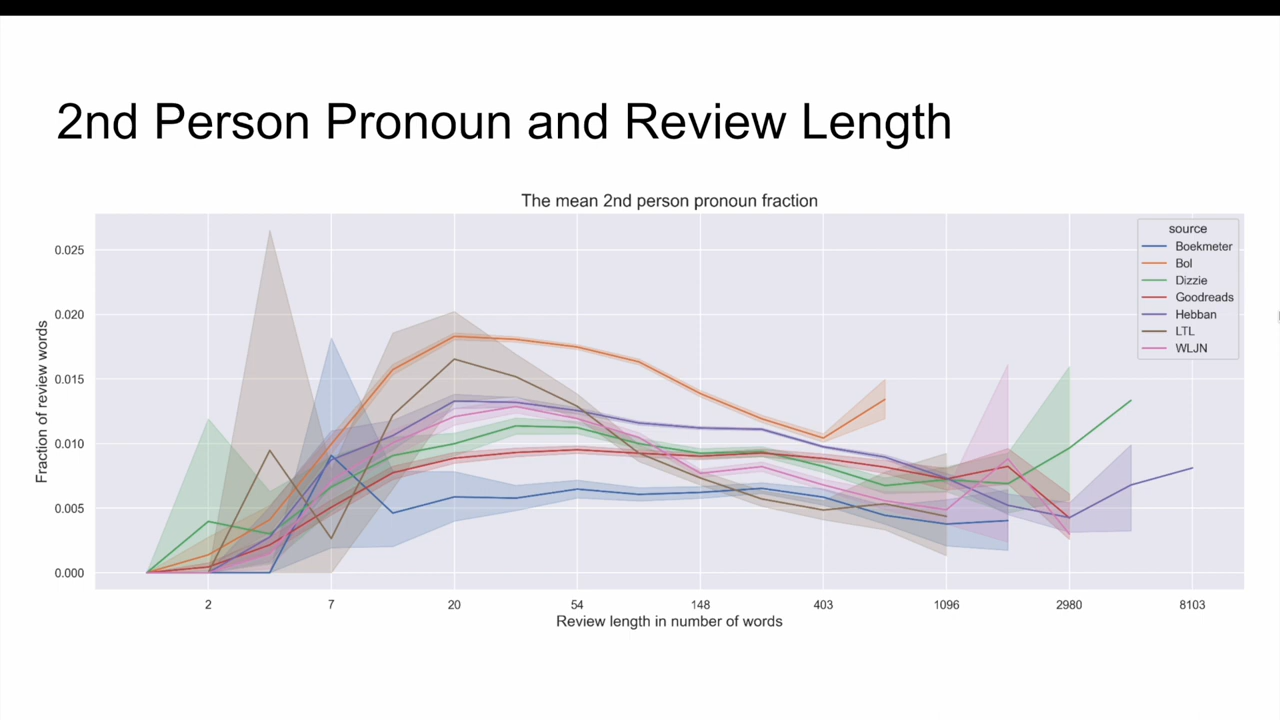 2nd Person Pronoun and Review Length
The mean 2nd person pronoun fraction
source
Boekmeter
Bol
Dizzie
Goodreads
Hebban
LTL
WLJN
Fraction of review words
0.025
0.020
0.015
0.010
0.005
0.000
2 7 20 54 148 403 1096 2980 8103
Review length in number of words